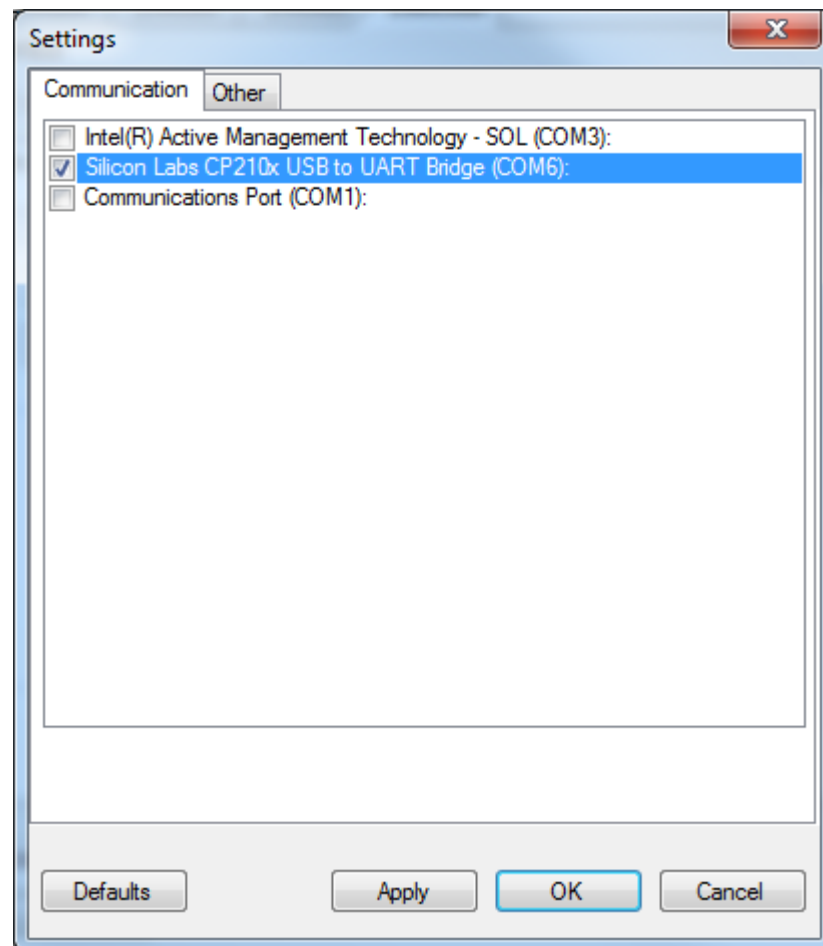 Settings
Communication Other
Intel(R) Active Management Technology - SOL (COM3):
Silicon Labs CP210x USB to UART Bridge (COM6):
Communications Port (COM1):
Defaults Apply OK Cancel